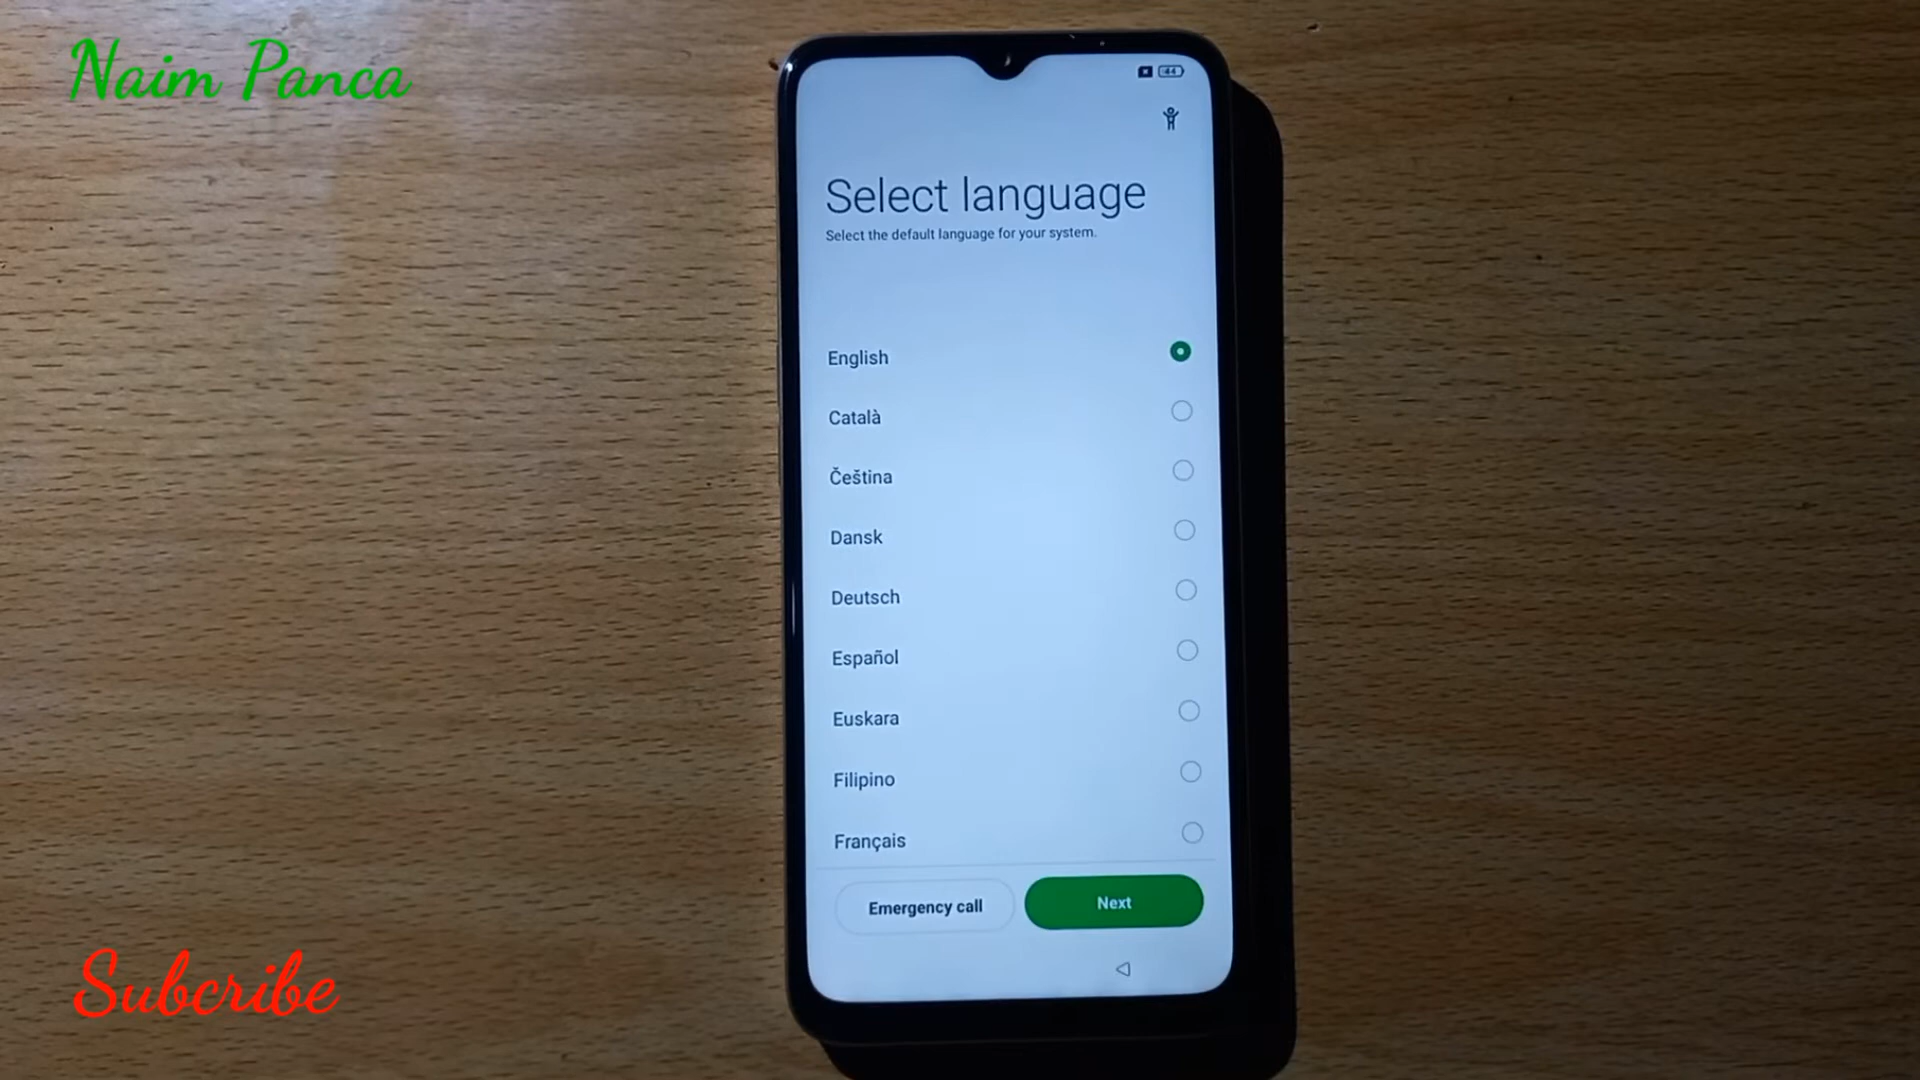 Naim Panca
44
Select language
Select the default language for your system.
English
Català
Čeština
Dansk
Deutsch
Español
Euskara
Filipino
Français
Emergency call
Next
Subcribe